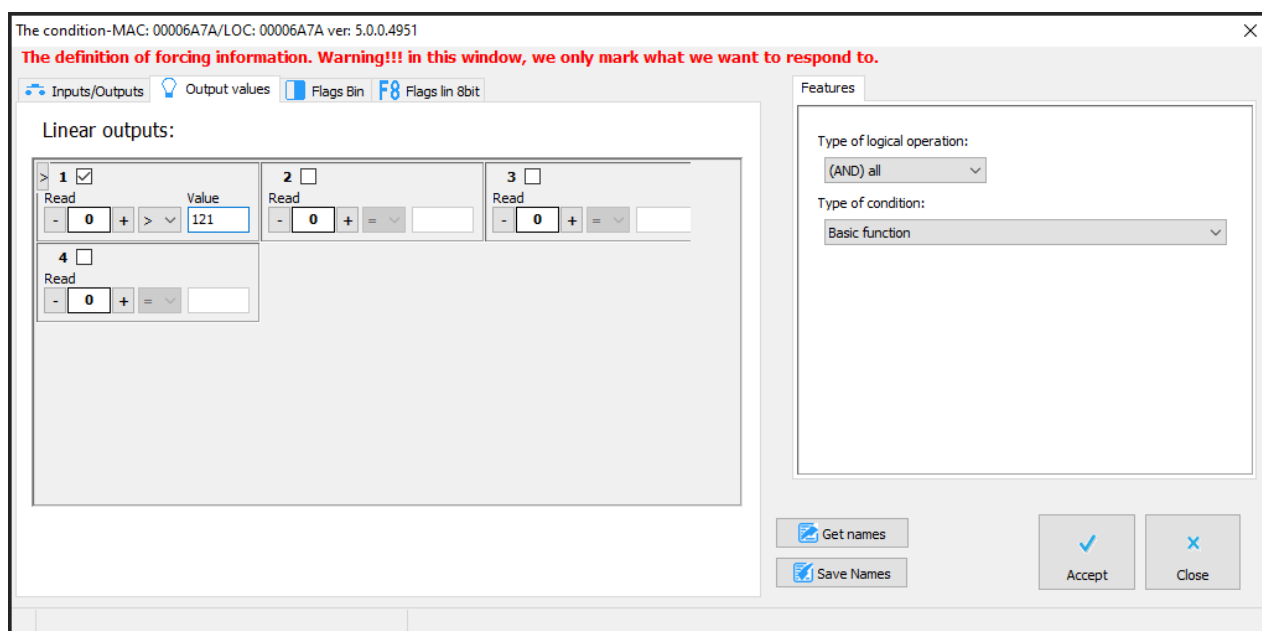 The condition-MAC: 00006A7A/LOC: 00006A7A ver: 5.0.0.4951
The definition of forcing information. Warning!!! in this window, we only mark what we want to respond to.
Inputs/Outputs Output values Flags Bin F8 Flags lin 8bit
Linear outputs:
> 1 2 3
Read Value Read Read
- 0 + > 121 - 0 + = - 0 + =
4
Read
- 0 + =
Features
Type of logical operation:
(AND) all
Type of condition:
Basic function
Get names
Save Names
Accept
Close